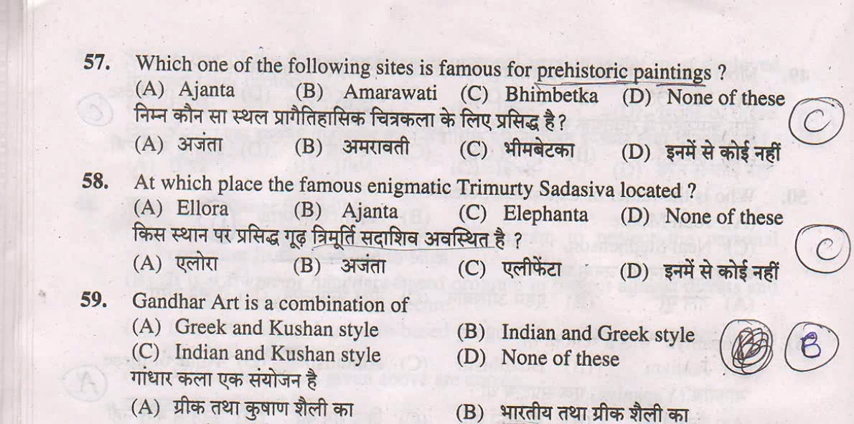 57. Which one of the following sites is famous for prehistoric paintings ?
(A) Ajanta (B) Amarawati (C) Bhimbetka (D) None of these
निम्न कौन सा स्थल प्रागैतिहासिक चित्रकला के लिए प्रसिद्ध है ?
(A) अजंता (B) अमरावती (C) भीमबेटका (D) इनमें से कोई नहीं
C
58. At which place the famous enigmatic Trimurty Sadasiva located ?
(A) Ellora (B) Ajanta (C) Elephanta (D) None of these
किस स्थान पर प्रसिद्ध गूढ़ त्रिमूर्ति सदाशिव अवस्थित है ?
(A) एलोरा (B) अजंता (C) एलीफेंटा (D) इनमें से कोई नहीं
C
59. Gandhar Art is a combination of
(A) Greek and Kushan style (B) Indian and Greek style
(C) Indian and Kushan style (D) None of these
B
गांधार कला एक संयोजन है
(A) ग्रीक तथा कुषाण शैली का (B) भारतीय तथा ग्रीक शैली का